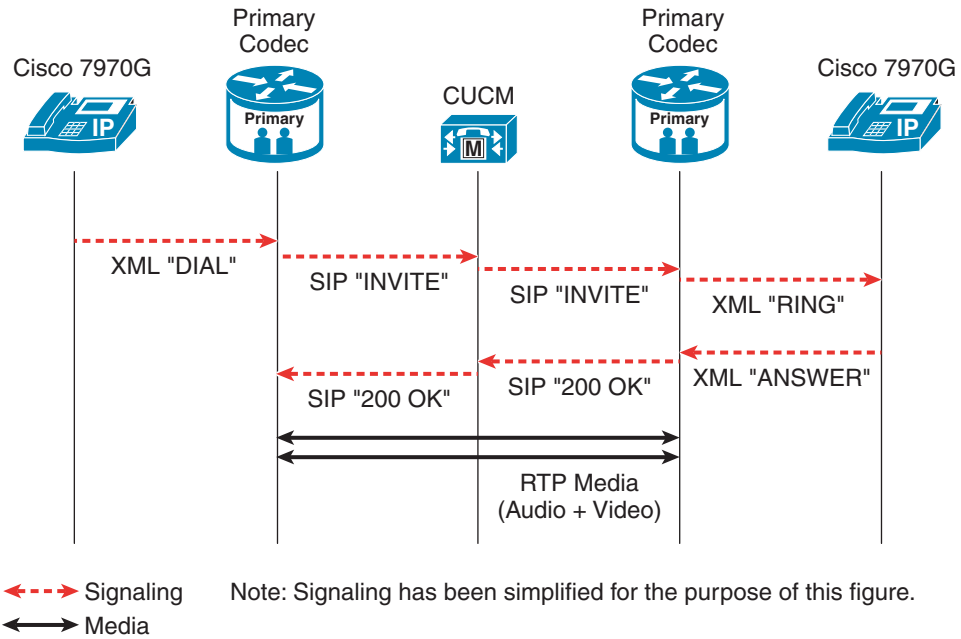 Primary
Codec
Primary
Codec
Cisco 7970G
CUCM
Cisco 7970G
IP
Primary
M
Primary
IP
XML "DIAL"
SIP "INVITE"
SIP "INVITE"
XML "RING"
XML "ANSWER"
SIP "200 OK"
SIP "200 OK"
RTP Media
(Audio + Video)
Signaling
Note: Signaling has been simplified for the purpose of this figure.
Media